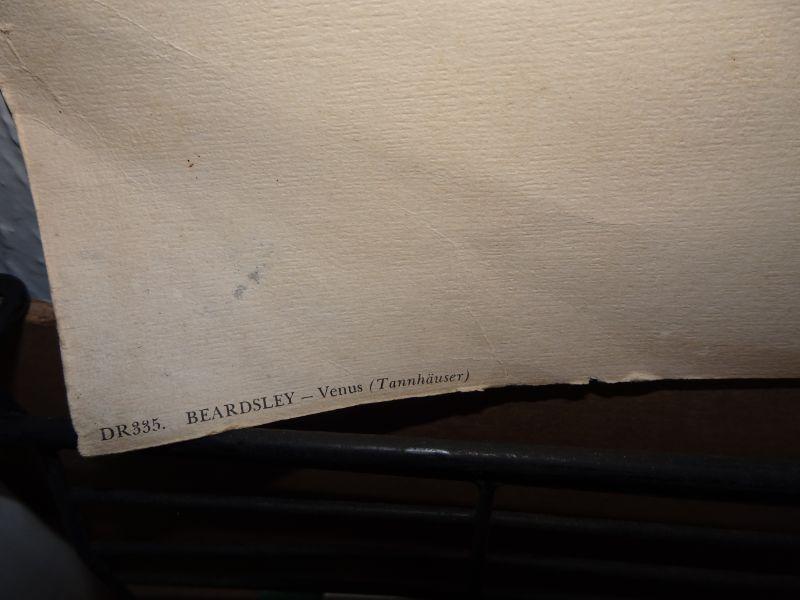 DR335. BEARDSLEY – Venus (Tannhäuser)